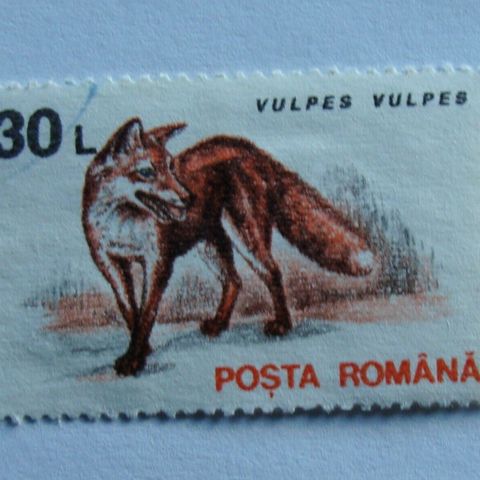 30 L
VULPES VULPES
POȘTA ROMÂNĂ